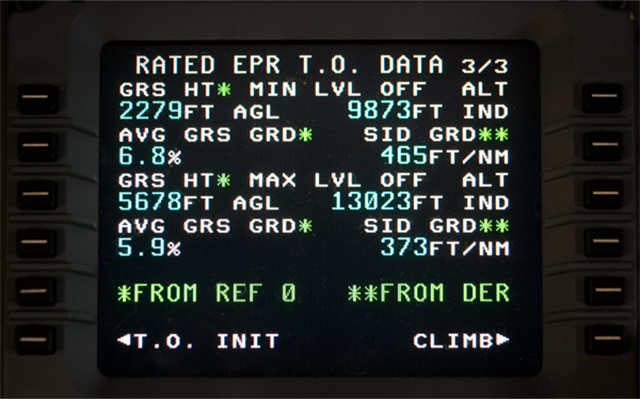 RATED EPR T.O. DATA 3/3
GRS HT* MIN LVL OFF ALT
2279FT AGL 9873FT IND
AVG GRS GRD* SID GRD**
6.8% 465FT/NM
GRS HT* MAX LVL OFF ALT
5678FT AGL 13023FT IND
AVG GRS GRD* SID GRD**
5.9% 373FT/NM
*FROM REF 0 **FROM DER
◄T.O. INIT CLIMB►